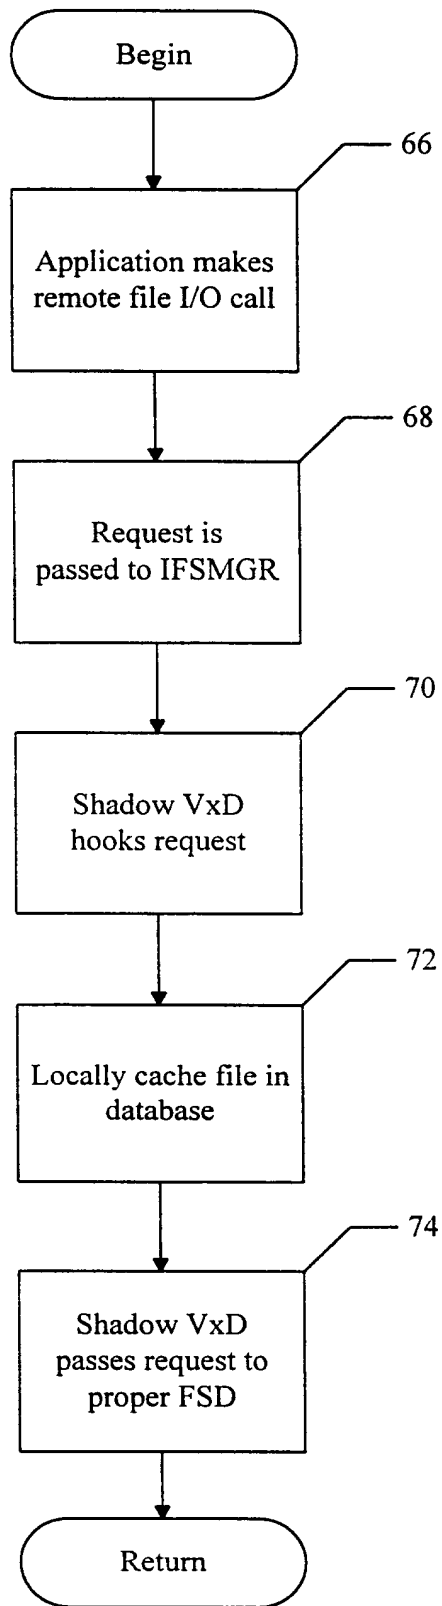 Begin
66
Application makes
remote file I/O call
68
Request is
passed to IFSMGR
70
Shadow VxD
hooks request
72
Locally cache file in
database
74
Shadow VxD
passes request to
proper FSD
Return